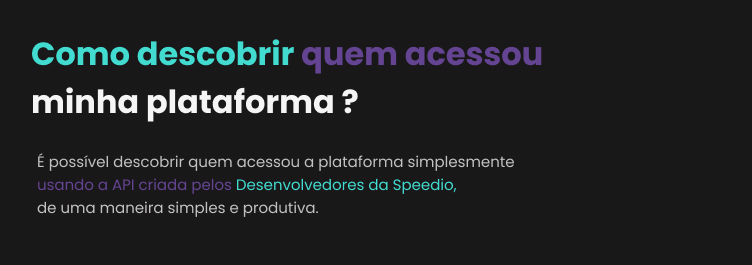 Como descobrir quem acessou
minha plataforma ?
É possível descobrir quem acessou a plataforma simplesmente
usando a API criada pelos Desenvolvedores da Speedio,
de uma maneira simples e produtiva.